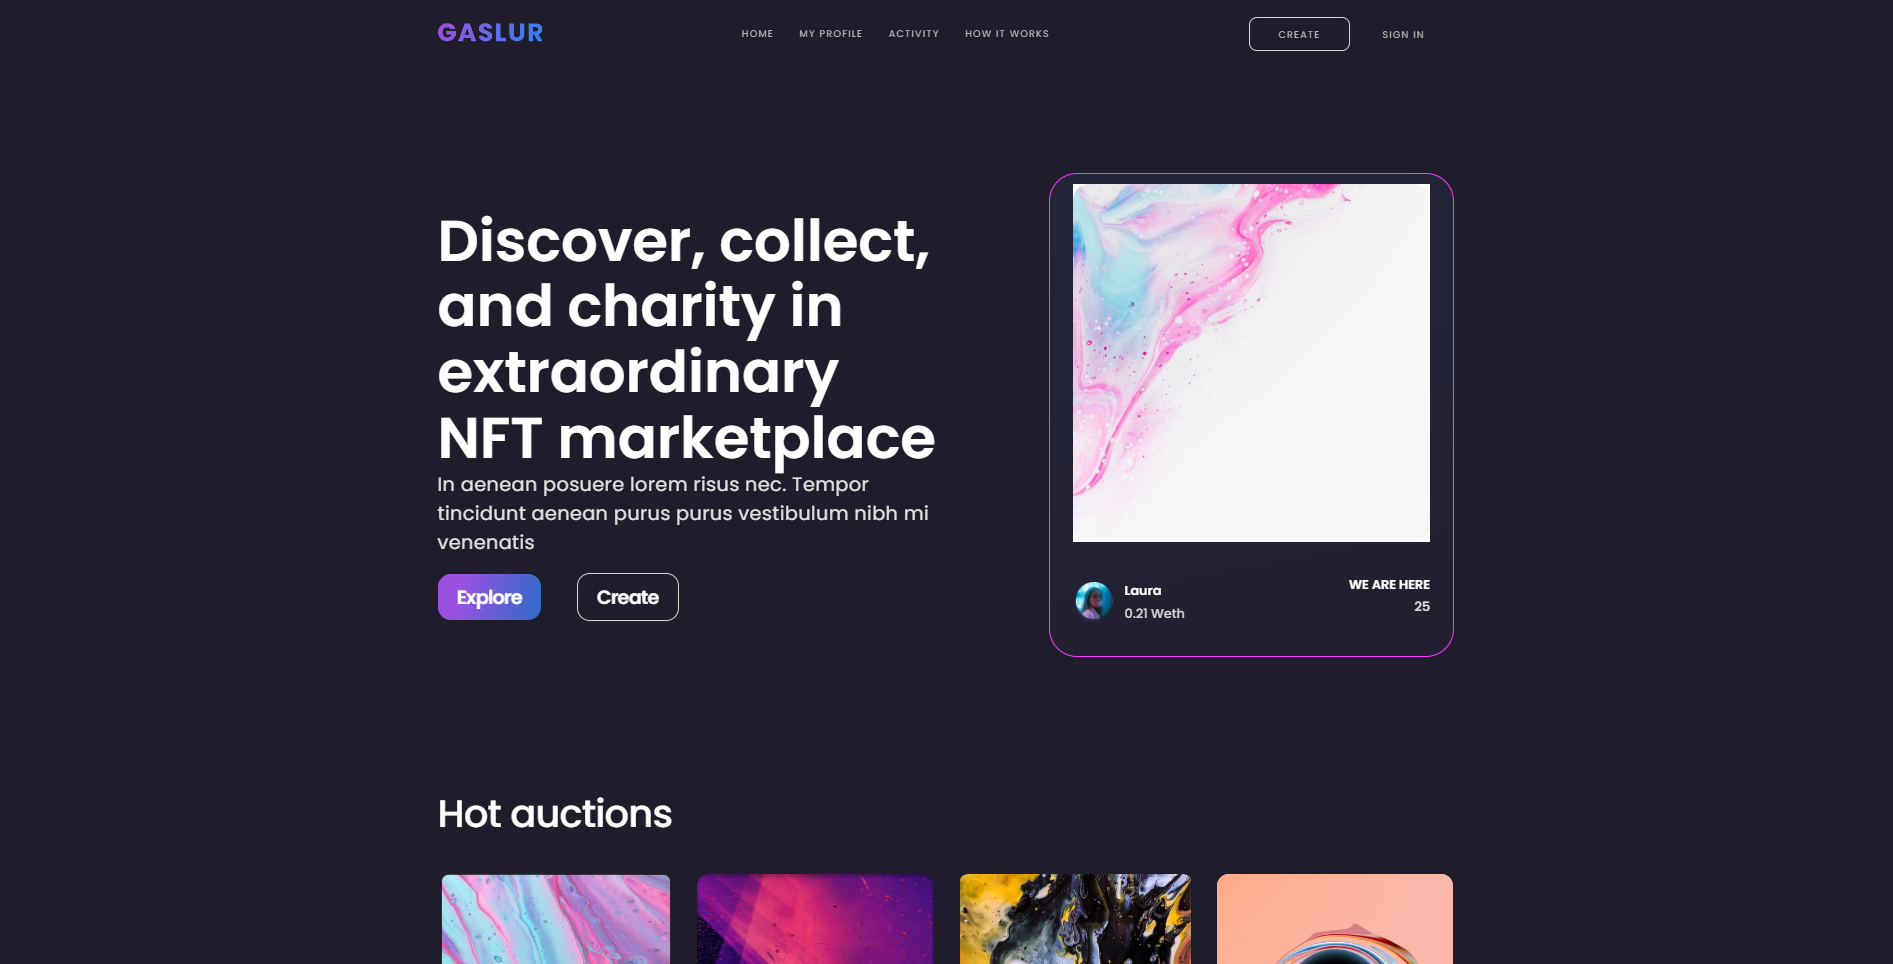 GASLUR
HOME MY PROFILE ACTIVITY HOW IT WORKS
CREATE SIGN IN
Discover, collect,
and charity in
extraordinary
NFT marketplace
In aenean posuere lorem risus nec. Tempor
tincidunt aenean purus purus vestibulum nibh mi
venenatis
Explore Create
Laura
0.21 Weth
WE ARE HERE
25
Hot auctions